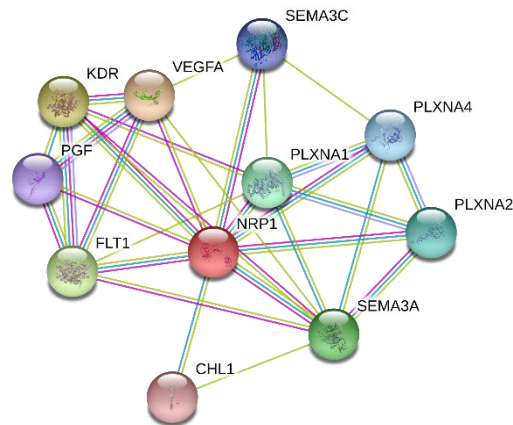 SEMA3C
KDR
VEGFA
PLXNA4
PGF
PLXNA1
PLXNA2
NRP1
FLT1
SEMA3A
CHL1